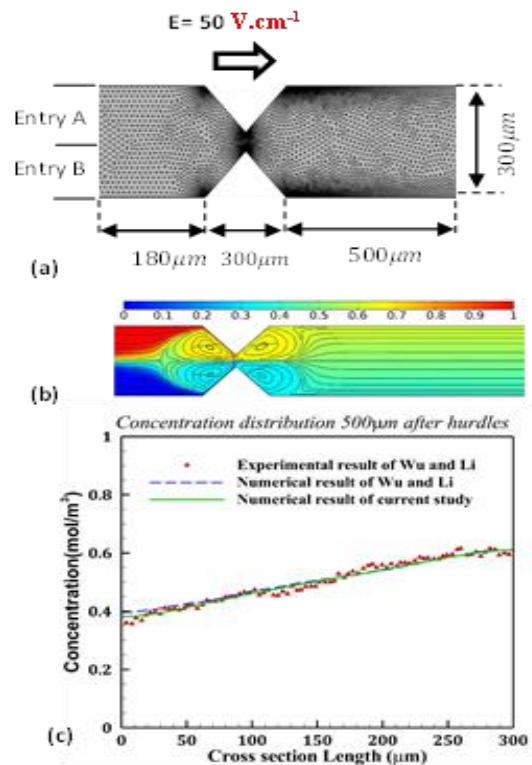 E= 50 V.cm⁻¹
Entry A
Entry B
300μm
180μm 300μm 500μm
(a)
0 0.1 0.2 0.3 0.4 0.5 0.6 0.7 0.8 0.9 1
(b)
Concentration distribution 500μm after hurdles
Experimental result of Wu and Li
Numerical result of Wu and Li
Numerical result of current study
Concentration(mol/m³)
1
0.8
0.6
0.4
0.2
0
0 50 100 150 200 250 300
(c)
Cross section Length (μm)